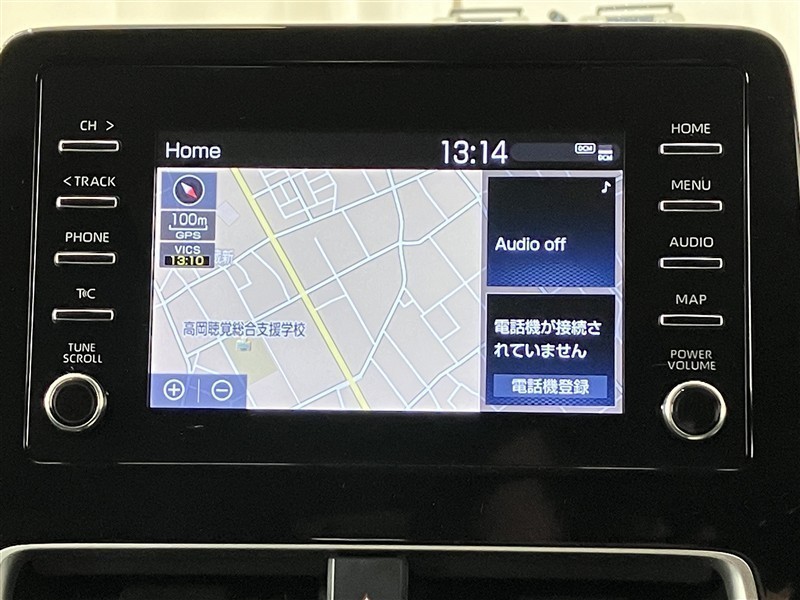 CH >
< TRACK
PHONE
T C
TUNE
SCROLL
Home
13:14
DCM
DCM
100m
GPS
VICS
13:10
高岡聴覚総合支援学校
♪
Audio off
電話機が接続さ
れていません
電話機登録
HOME
MENU
AUDIO
MAP
POWER
VOLUME